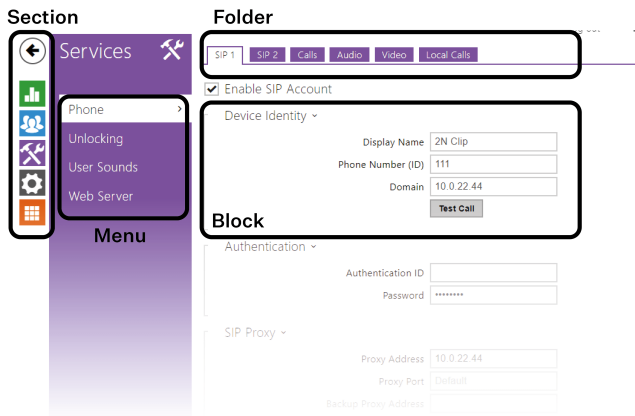 Section
Folder
Services
SIP 1 SIP 2 Calls Audio Video Local Calls
Enable SIP Account
Phone
Unlocking
User Sounds
Web Server
Menu
Device Identity
Display Name 2N Clip
Phone Number (ID) 111
Domain 10.0.22.44
Test Call
Block
Authentication
Authentication ID
Password ••••••••
SIP Proxy
Proxy Address 10.0.22.44
Proxy Port Default
Backup Proxy Address